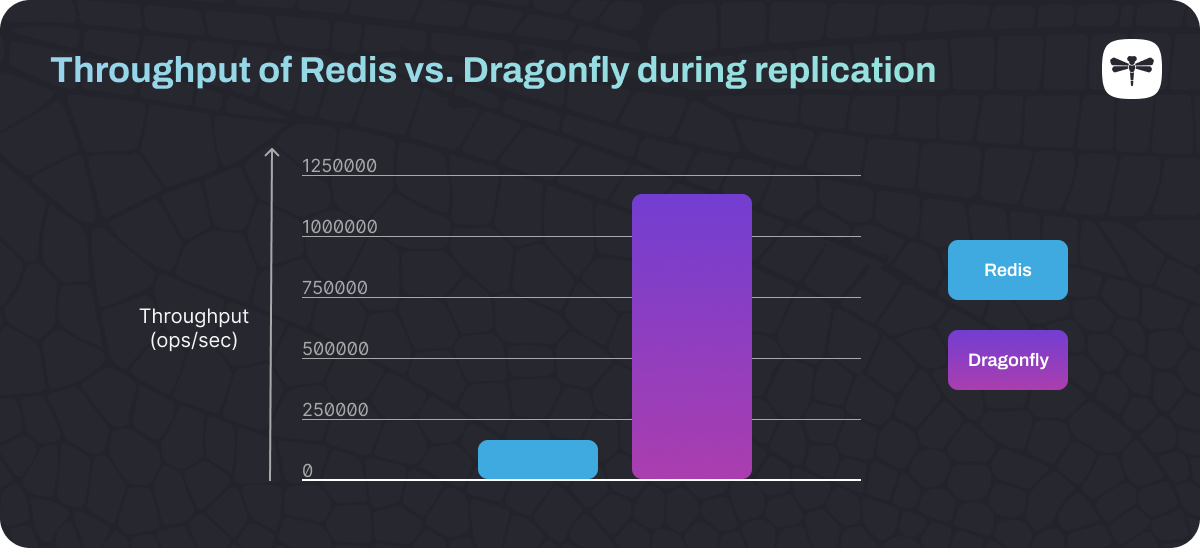 Throughput of Redis vs. Dragonfly during replication
1250000
1000000
750000
500000
250000
0
Throughput
(ops/sec)
Redis
Dragonfly